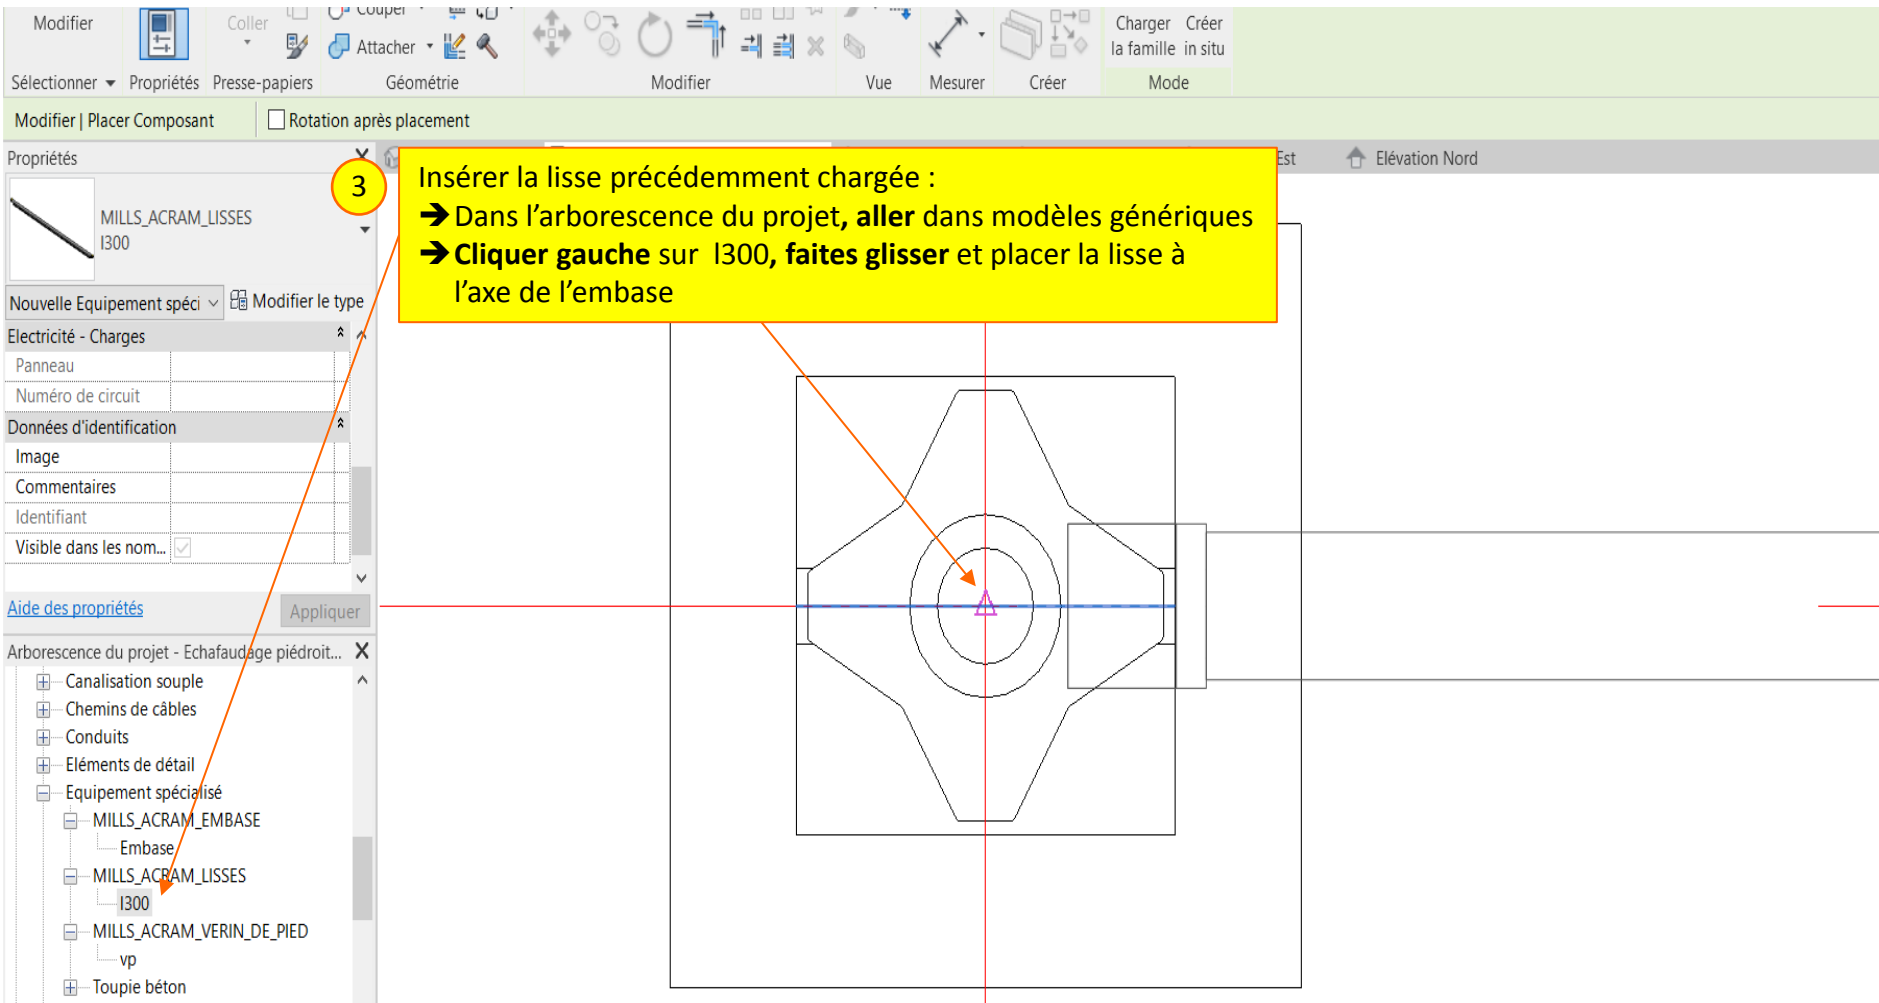 Modifier
Coller
Couper
Attacher
Charger Créer
la famille in situ
Sélectionner Propriétés Presse-papiers Géométrie Modifier Vue Mesurer Créer Mode
Modifier | Placer Composant Rotation après placement
Propriétés X
Est Elévation Nord
3
Insérer la lisse précédemment chargée :
➔ Dans l’arborescence du projet, aller dans modèles génériques
➔ Cliquer gauche sur l300, faites glisser et placer la lisse à
l’axe de l’embase
MILLS_ACRAM_LISSES
l300
Nouvelle Equipement spéci Modifier le type
Electricité - Charges
Panneau
Numéro de circuit
Données d'identification
Image
Commentaires
Identifiant
Visible dans les nom...
Aide des propriétés Appliquer
Arborescence du projet - Echafaudage piédroit... X
Canalisation souple
Chemins de câbles
Conduits
Eléments de détail
Equipement spécialisé
MILLS_ACRAM_EMBASE
Embase
MILLS_ACRAM_LISSES
l300
MILLS_ACRAM_VERIN_DE_PIED
vp
Toupie béton